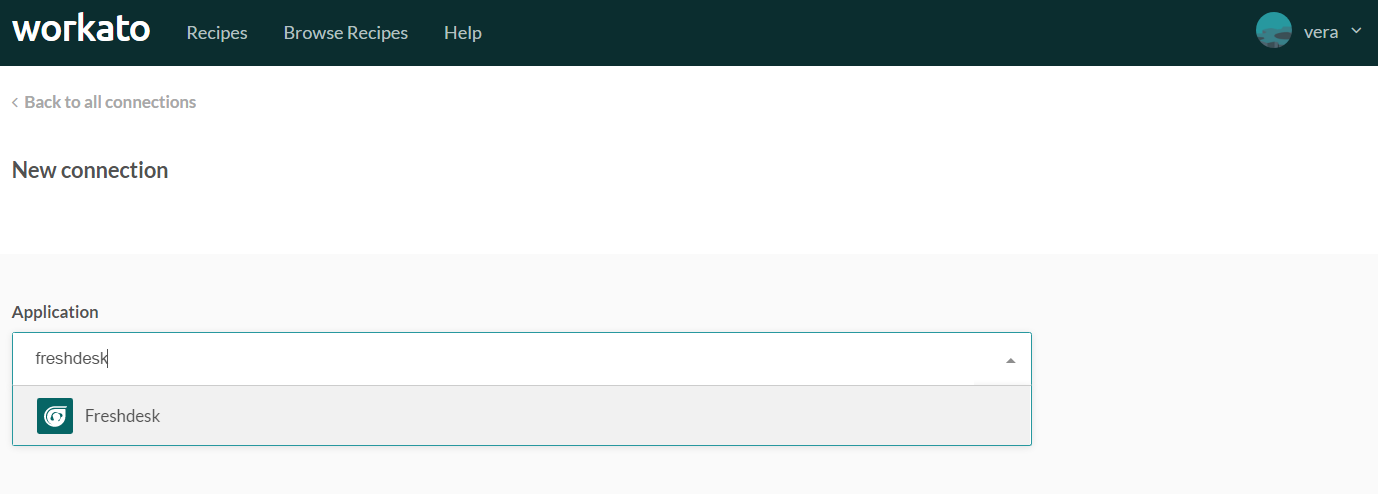 workato Recipes Browse Recipes Help vera
Back to all connections
New connection
Application
freshdesk
Freshdesk